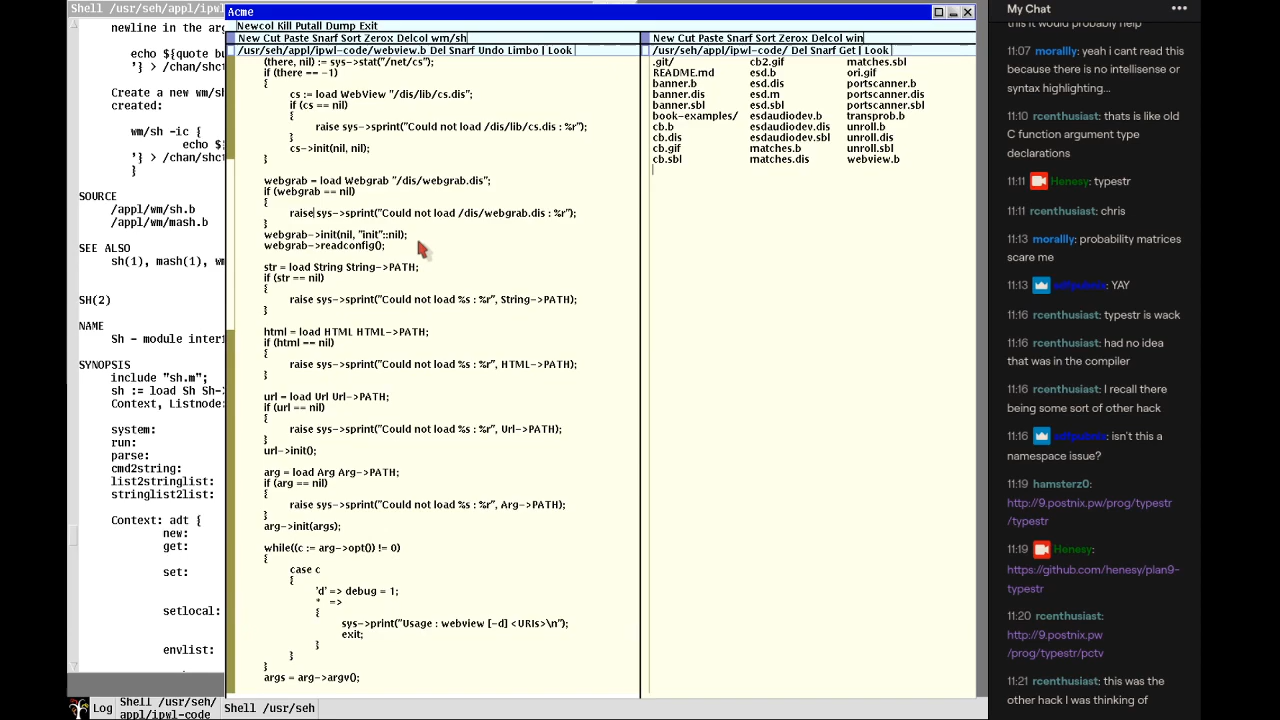 Shell /usr/seh/appl/ipwl-code
newline in the arg
echo ${quote bu
'} > /chan/shct
Create a new wm/sh
created:
wm/sh -ic {
echo ${
'} > /chan/shct
}
SOURCE
/appl/wm/sh.b
/appl/wm/mash.b
SEE ALSO
sh(1), mash(1), wm
SH(2)
NAME
Sh - module inter
SYNOPSIS
include "sh.m";
sh := load Sh Sh-
Context, Listnode:
system:
run:
parse:
cmd2string:
list2stringlist:
stringlist2list:
Context: adt {
new:
get:
set:
setlocal:
envlist:
Acme
Newcol Kill Putall Dump Exit
New Cut Paste Snarf Sort Zerox Delcol wm/sh
/usr/seh/appl/ipwl-code/webview.b Del Snarf Undo Limbo | Look
(there, nil) := sys->stat("/net/cs");
if (there == -1)
{
cs := load WebView "/dis/lib/cs.dis";
if (cs == nil)
{
raise sys->sprint("Could not load /dis/lib/cs.dis : %r");
}
cs->init(nil, nil);
}
webgrab = load Webgrab "/dis/webgrab.dis";
if (webgrab == nil)
{
raise sys->sprint("Could not load /dis/webgrab.dis : %r");
}
webgrab->init(nil, "init"::nil);
webgrab->readconfig();
str = load String String->PATH;
if (str == nil)
{
raise sys->sprint("Could not load %s : %r", String->PATH);
}
html = load HTML HTML->PATH;
if (html == nil)
{
raise sys->sprint("Could not load %s : %r", HTML->PATH);
}
url = load Url Url->PATH;
if (url == nil)
{
raise sys->sprint("Could not load %s : %r", Url->PATH);
}
url->init();
arg = load Arg Arg->PATH;
if (arg == nil)
{
raise sys->sprint("Could not load %s : %r", Arg->PATH);
}
arg->init(args);
while((c := arg->opt()) != 0)
{
case c
{
'd' => debug = 1;
* =>
{
sys->print("Usage : webview [-d] <URIs>\n");
exit;
}
}
}
args = arg->argv();
New Cut Paste Snarf Sort Zerox Delcol win
/usr/seh/appl/ipwl-code/ Del Snarf Get | Look
.git/ cb2.gif matches.sbl
README.md esd.b ori.gif
banner.b esd.dis portscanner.b
banner.dis esd.m portscanner.dis
banner.sbl esd.sbl portscanner.sbl
book-examples/ esdaudiodev.b transprob.b
cb.b esdaudiodev.dis unroll.b
cb.dis esdaudiodev.sbl unroll.dis
cb.gif matches.b unroll.sbl
cb.sbl matches.dis webview.b
Log
Shell /usr/seh/
appl/ipwl-code
Shell /usr/seh
My Chat
this it would probably help
11:07 morallly: yeah i cant read this
because there is no intellisense or
syntax highlighting...
11:10 rcenthusiast: thats is like old
C function argument type
declarations
11:11 Henesy: typestr
11:11 rcenthusiast: chris
11:13 morallly: probability matrices
scare me
11:13 : YAY
11:16 rcenthusiast: typestr is wack
11:16 rcenthusiast: had no idea
that was in the compiler
11:16 rcenthusiast: I recall there
being some sort of other hack
11:16 : isn't this a
namespace issue?
11:19 hamsterz0:
http://9.postnix.pw/prog/typestr
/typestr
11:19 Henesy:
https://github.com/henesy/plan9-
typestr
11:20 rcenthusiast:
http://9.postnix.pw
/prog/typestr/pctv
11:21 rcenthusiast: this was the
other hack I was thinking of